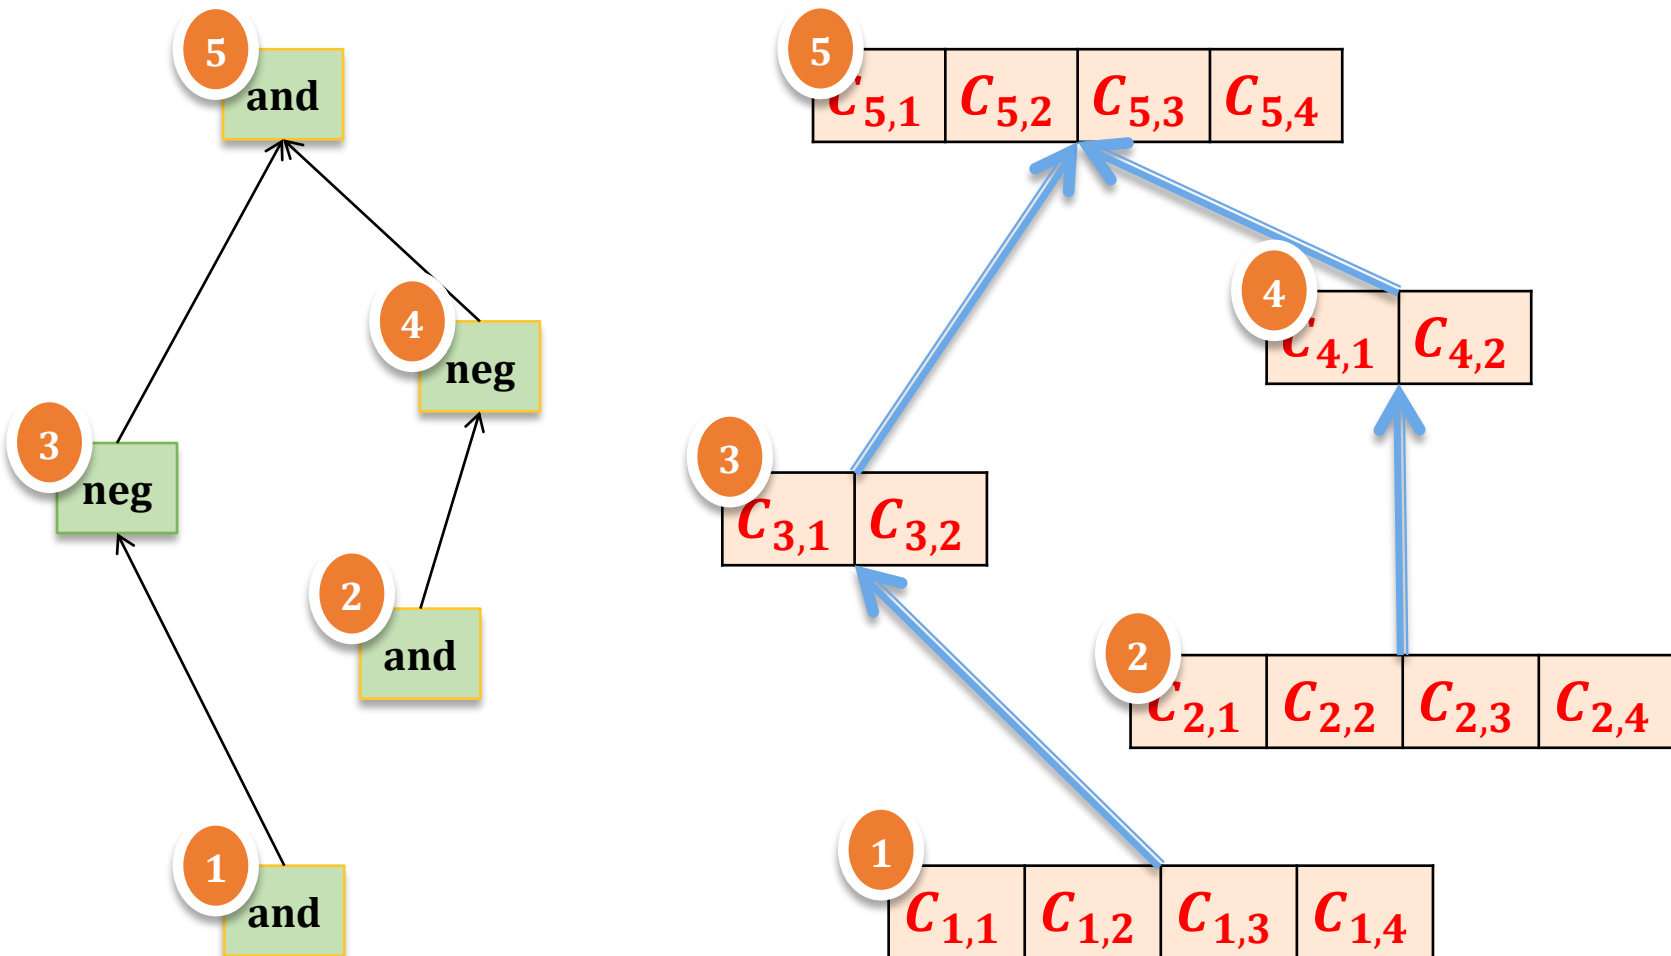 5
and
4
neg
3
neg
2
and
1
and
5
C5,1 C5,2 C5,3 C5,4
4
C4,1 C4,2
3
C3,1 C3,2
2
C2,1 C2,2 C2,3 C2,4
1
C1,1 C1,2 C1,3 C1,4